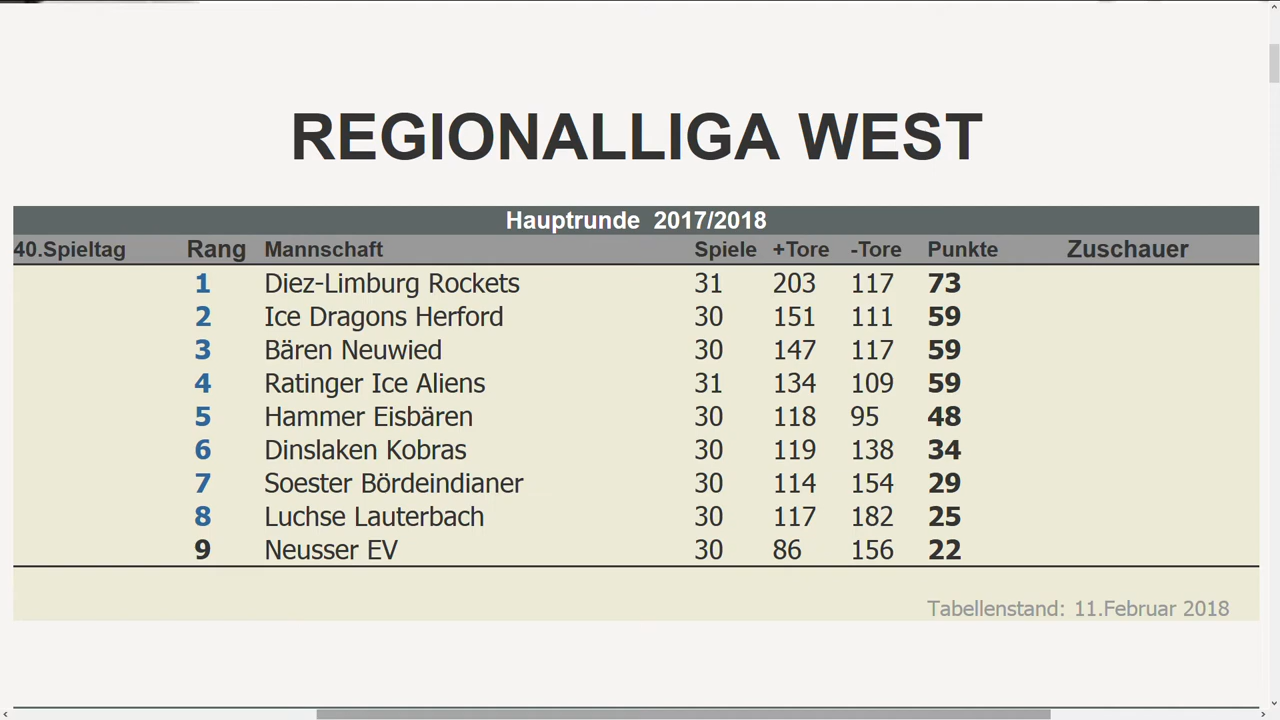 REGIONALLIGA WEST
Hauptrunde 2017/2018
40.Spieltag Rang Mannschaft Spiele +Tore -Tore Punkte Zuschauer
1 Diez-Limburg Rockets 31 203 117 73
2 Ice Dragons Herford 30 151 111 59
3 Bären Neuwied 30 147 117 59
4 Ratinger Ice Aliens 31 134 109 59
5 Hammer Eisbären 30 118 95 48
6 Dinslaken Kobras 30 119 138 34
7 Soester Bördeindianer 30 114 154 29
8 Luchse Lauterbach 30 117 182 25
9 Neusser EV 30 86 156 22
Tabellenstand: 11.Februar 2018